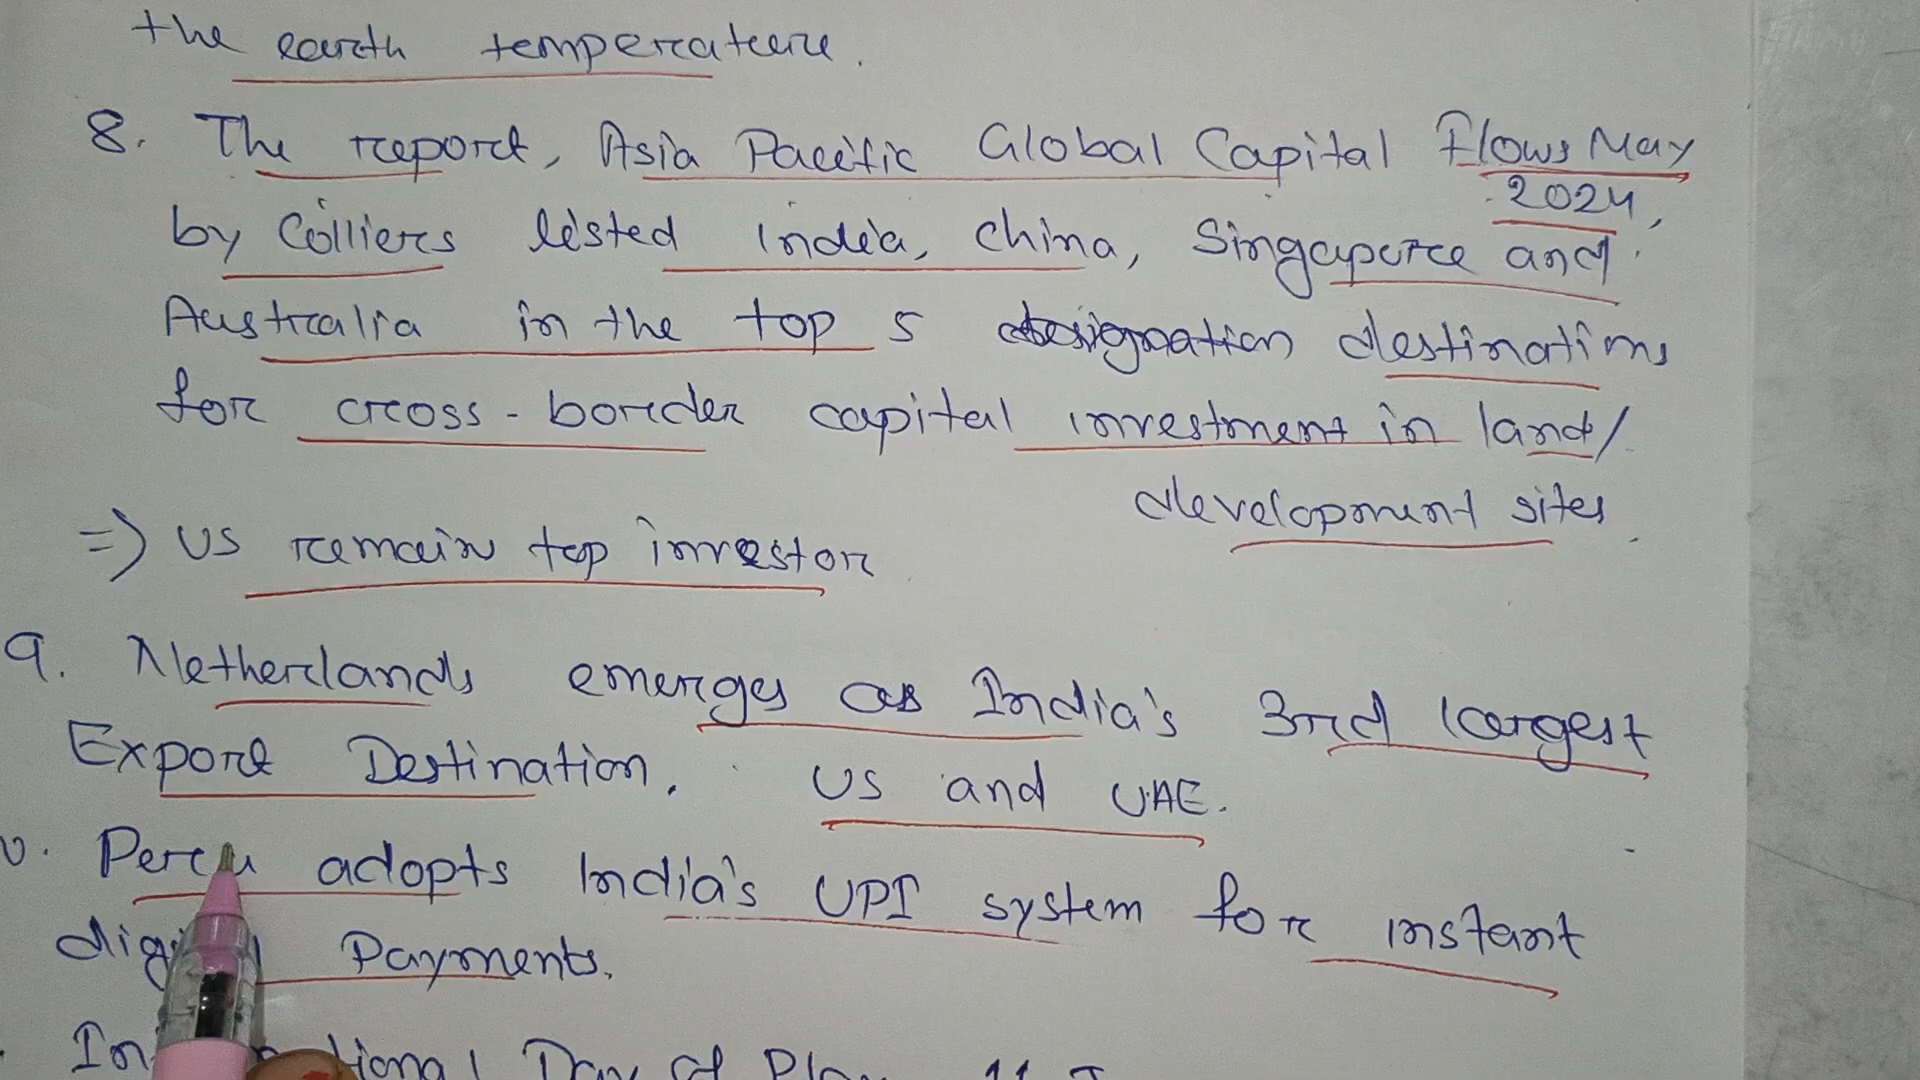 the earth temperature.
8. The report, Asia Pacific Global Capital Flows May
2024,
by Colliers listed india, china, Singapore and
Australia in the top 5 destinations
for cross-border capital investment in land/
development sites.
=> US remain top investor
9. Netherlands emerges as India's 3rd largest
Export Destination. US and UAE.
0. Peru adopts India's UPI system for instant
Payments.
Day of